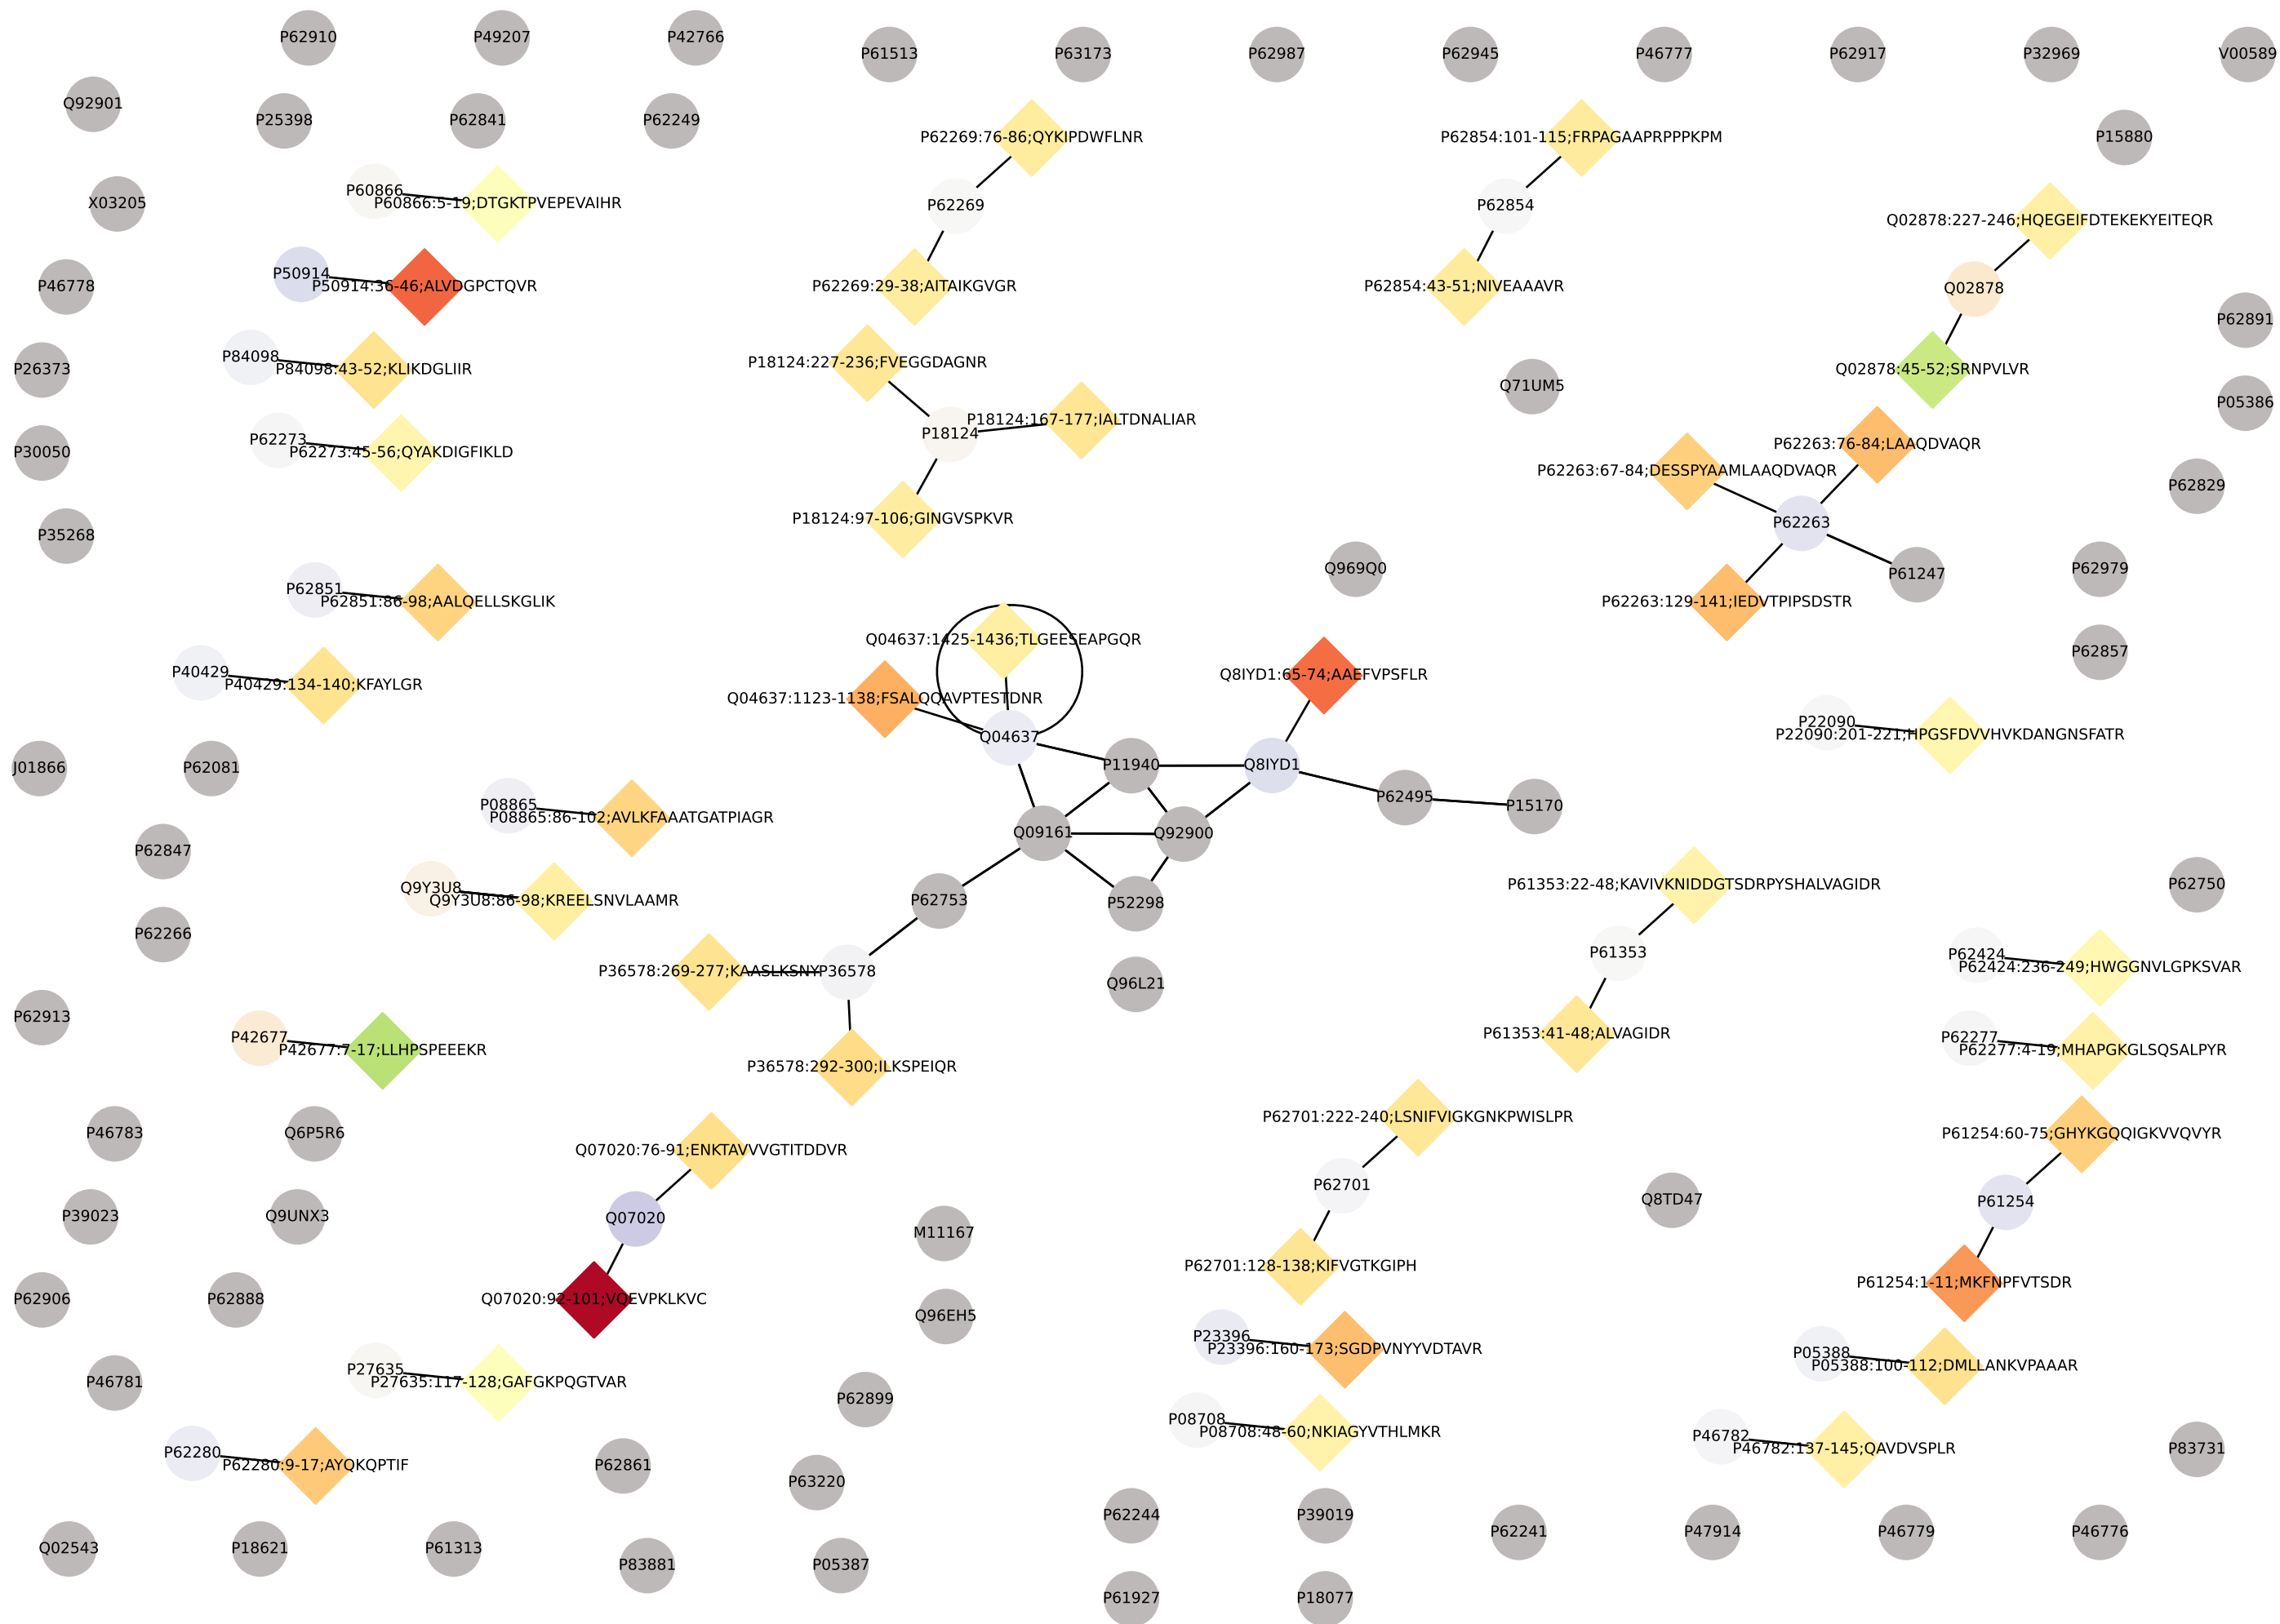 P62910
P49207
P42766
P61513
P63173
P62987
P62945
P46777
P62917
P32969
V00589
Q92901
P25398
P62841
P62249
P62269:76-86;QYKIPDWFLNR
P62854:101-115;FRPAGAAPRPPPKPM
P15880
P60866
P60866:5-19;DTGKTPVEPEVAIHR
X03205
P62269
P62854
Q02878:227-246;HQEGEIFDTEKEKYEITEQR
P50914
P50914:36-46;ALVDGPCTQVR
P46778
P62269:29-38;AITAIKGVGR
P62854:43-51;NIVEAAAVR
Q02878
P62891
P84098
P84098:43-52;KLIKDGLIIR
P26373
P18124:227-236;FVEGGDAGNR
Q71UM5
Q02878:45-52;SRNPVLVR
P05386
P18124:167-177;IALTDNALIAR
P18124
P62273
P62273:45-56;QYAKDIGFIKLD
P30050
P62263:76-84;LAAQDVAQR
P62263:67-84;DESSPYAAMLAAQDVAQR
P62829
P35268
P18124:97-106;GINGVSPKVR
P62263
Q969Q0
P61247
P62979
P62851
P62851:86-98;AALQELLSKGLIK
P62263:129-141;IEDVTPIPSDSTR
Q04637:1425-1436;TLGEESEAPGQR
P62857
P40429
P40429:134-140;KFAYLGR
Q04637:1123-1138;FSALQQAVPTESTDNR
Q8IYD1:65-74;AAEFVPSFLR
P22090
P22090:201-221;HPGSFDVVHVKDANGNSFATR
Q04637
J01866
P62081
P11940
Q8IYD1
P62495
P15170
P08865
P08865:86-102;AVLKFAAATGATPIAGR
Q09161
Q92900
P62847
Q9Y3U8
Q9Y3U8:86-98;KREELSNVLAAMR
P62753
P52298
P61353:22-48;KAVIVKNIDDGTSDRPYSHALVAGIDR
P62750
P62266
P61353
P62424
P62424:236-249;HWGGNVLGPKSVAR
P36578:269-277;KAASLKSNY
P36578
Q96L21
P62913
P42677
P42677:7-17;LLHPSPEEEKR
P61353:41-48;ALVAGIDR
P62277
P62277:4-19;MHAPGKGLSQSALPYR
P36578:292-300;ILKSPEIQR
P46783
Q6P5R6
Q07020:76-91;ENKTAVVVGTITDDVR
P62701:222-240;LSNIFVIGKGNKPWISLPR
P61254:60-75;GHYKGQQIGKVVQVYR
P62701
Q8TD47
P61254
P39023
Q9UNX3
Q07020
M11167
P62701:128-138;KIFVGTKGIPH
P61254:1-11;MKFNPFVTSDR
P62906
P62888
Q07020:92-101;VQEVPKLKVC
Q96EH5
P23396
P23396:160-173;SGDPVNYYVDTAVR
P05388
P05388:100-112;DMLLANKVPAAAR
P46781
P27635
P27635:117-128;GAFGKPQGTVAR
P62899
P08708
P08708:48-60;NKIAGYVTHLMKR
P46782
P46782:137-145;QAVDVSPLR
P83731
P62280
P62280:9-17;AYQKQPTIF
P62861
P63220
P62244
P39019
P62241
P47914
P46779
P46776
Q02543
P18621
P61313
P83881
P05387
P61927
P18077